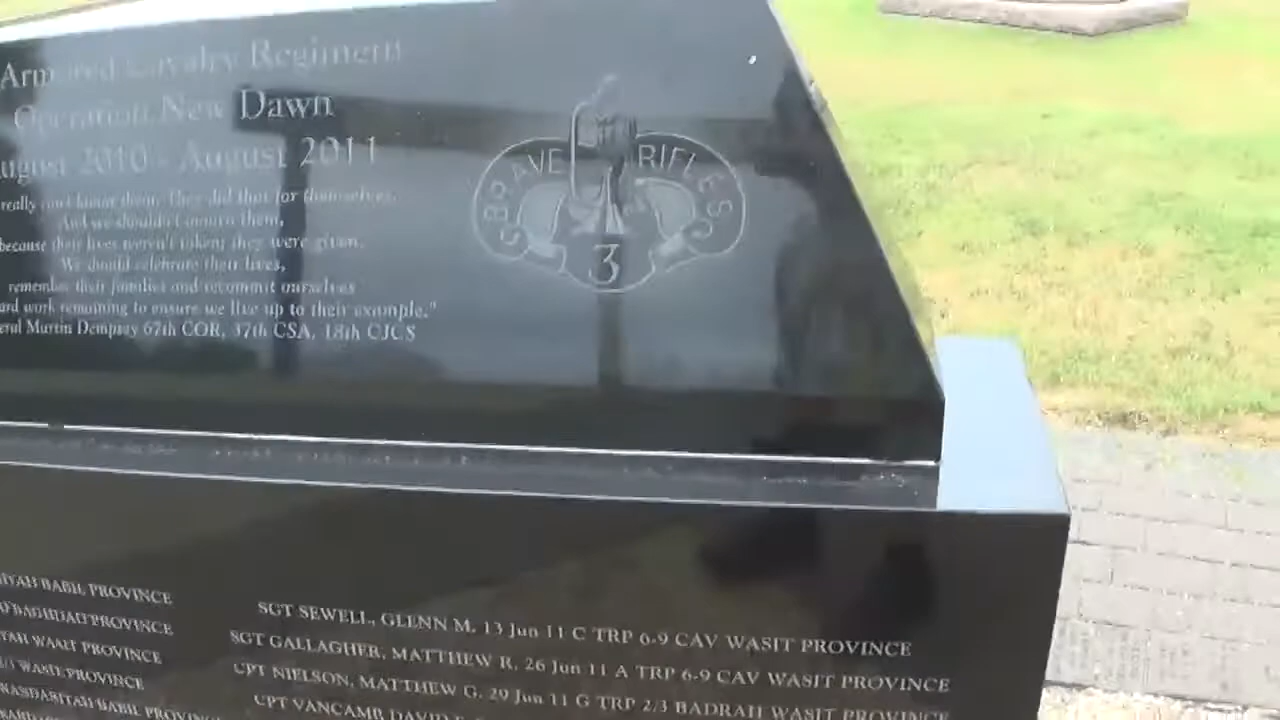 Armored Cavalry Regiment
Operation New Dawn
August 2010 - August 2011
really can't honor them. They did that for themselves.
And we shouldn't mourn them,
because their lives weren't taken they were given.
We should celebrate their lives,
remember their families and recommit ourselves
work remaining to ensure we live up to their example."
Martin Dempsey 67th COR, 37th CSA, 18th CJCS
BRAVE RIFLES
3
BABIL PROVINCE
BAGHDAD PROVINCE
WASIT PROVINCE
WASIT PROVINCE
BABIL PROVINCE
SGT SEWELL, GLENN M. 13 Jun 11 C TRP 6-9 CAV WASIT PROVINCE
SGT GALLAGHER, MATTHEW R. 26 Jun 11 A TRP 6-9 CAV WASIT PROVINCE
CPT NIELSON, MATTHEW G. 29 Jun 11 G TRP 2/3 BADRAH WASIT PROVINCE
CPT VANCAMP, DAVID